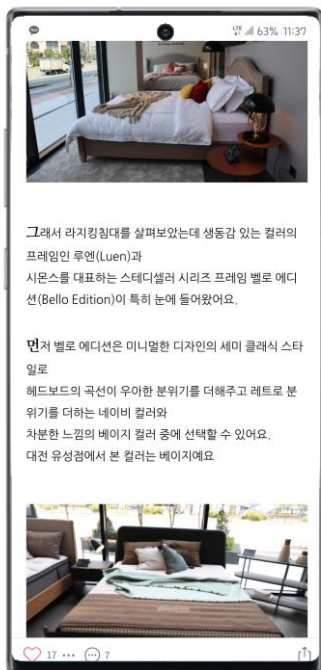 LTE 63% 11:37
그래서 라지킹침대를 살펴보았는데 생동감 있는 컬러의
프레임인 루엔(Luen)과
시몬스를 대표하는 스테디셀러 시리즈 프레임 벨로 에디
션(Bello Edition)이 특히 눈에 들어왔어요.
먼저 벨로 에디션은 미니멀한 디자인의 세미 클래식 스타
일로
헤드보드의 곡선이 우아한 분위기를 더해주고 레트로 분
위기를 더하는 네이비 컬러와
차분한 느낌의 베이지 컬러 중에 선택할 수 있어요.
대전 유성점에서 본 컬러는 베이지예요
17 ••• 7